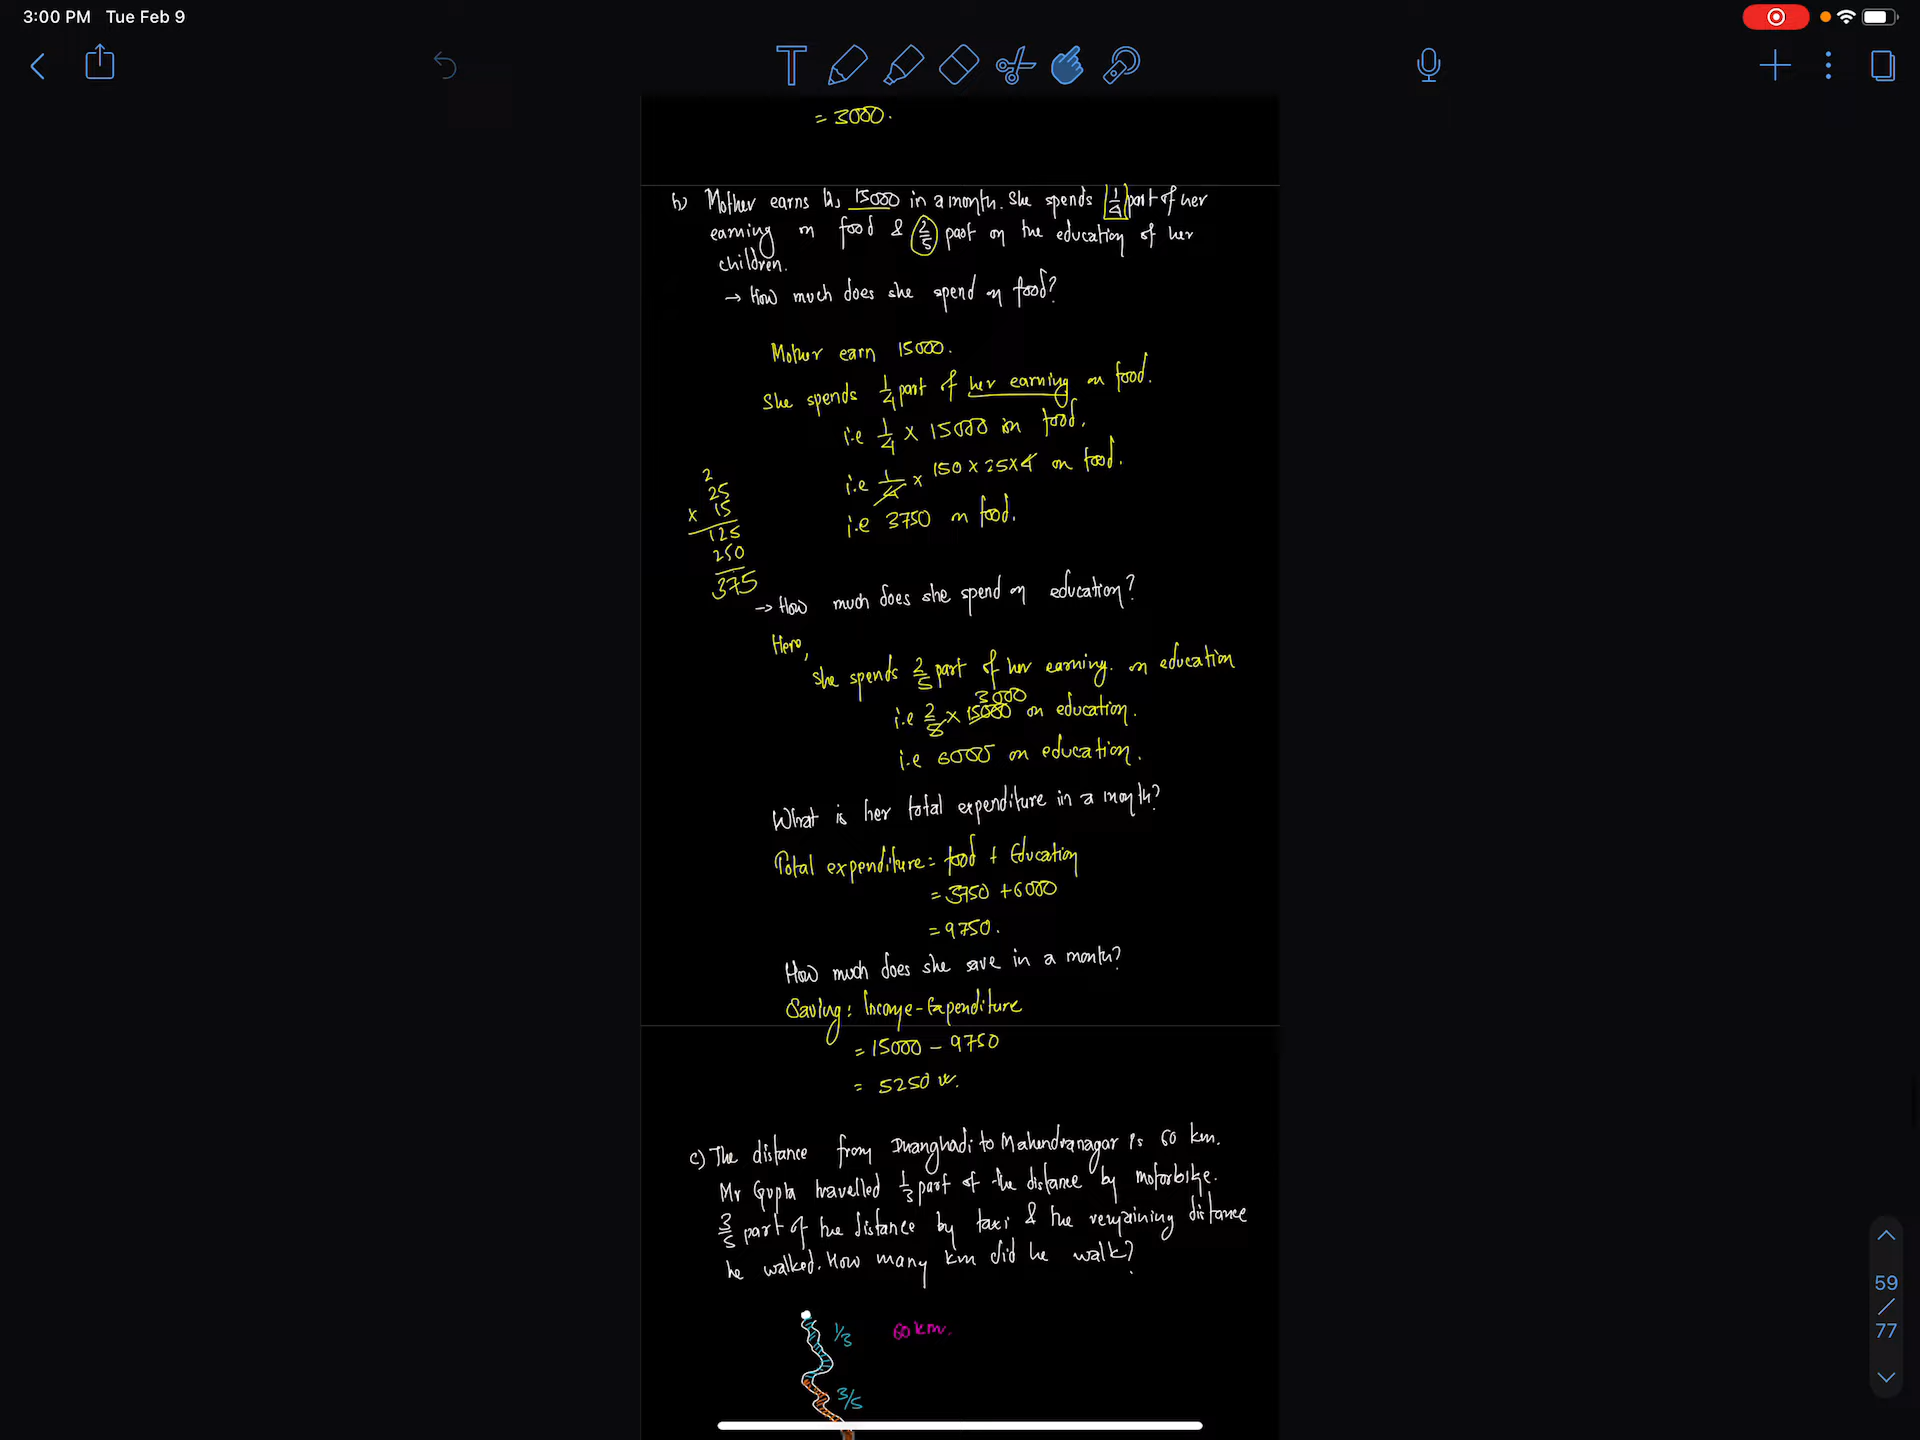 3:00 PM Tue Feb 9
= 3000.
b) Mother earns Rs 15000 in a month. She spends 1/4 part of her
earning on food & 2/5 part on the education of her
children.
→ How much does she spend on food?
Mother earn 15000.
She spends 1/4 part of her earning on food.
i.e 1/4 × 15000 on food.
i.e 1/4 × 150 × 25 × 4 on food.
i.e 3750 on food.
2
25
× 15
125
250
375
→ How much does she spend on education?
Here,
She spends 2/5 part of her earning. on education
3000
i.e 2/5 × 15000 on education.
i.e 6000 on education.
What is her total expenditure in a month?
Total expenditure = food + Education
= 3750 + 6000
= 9750.
How much does she save in a month?
Saving: Income - Expenditure
= 15000 - 9750
= 5250
c) The distance from Dhanghadi to Mahendranagar is 60 km.
Mr Gupta travelled 1/3 part of the distance by motorbike.
3/5 part of the distance by taxi & the remaining distance
he walked. How many km did he walk?
1/3
60 km.
3/5
59
/
77